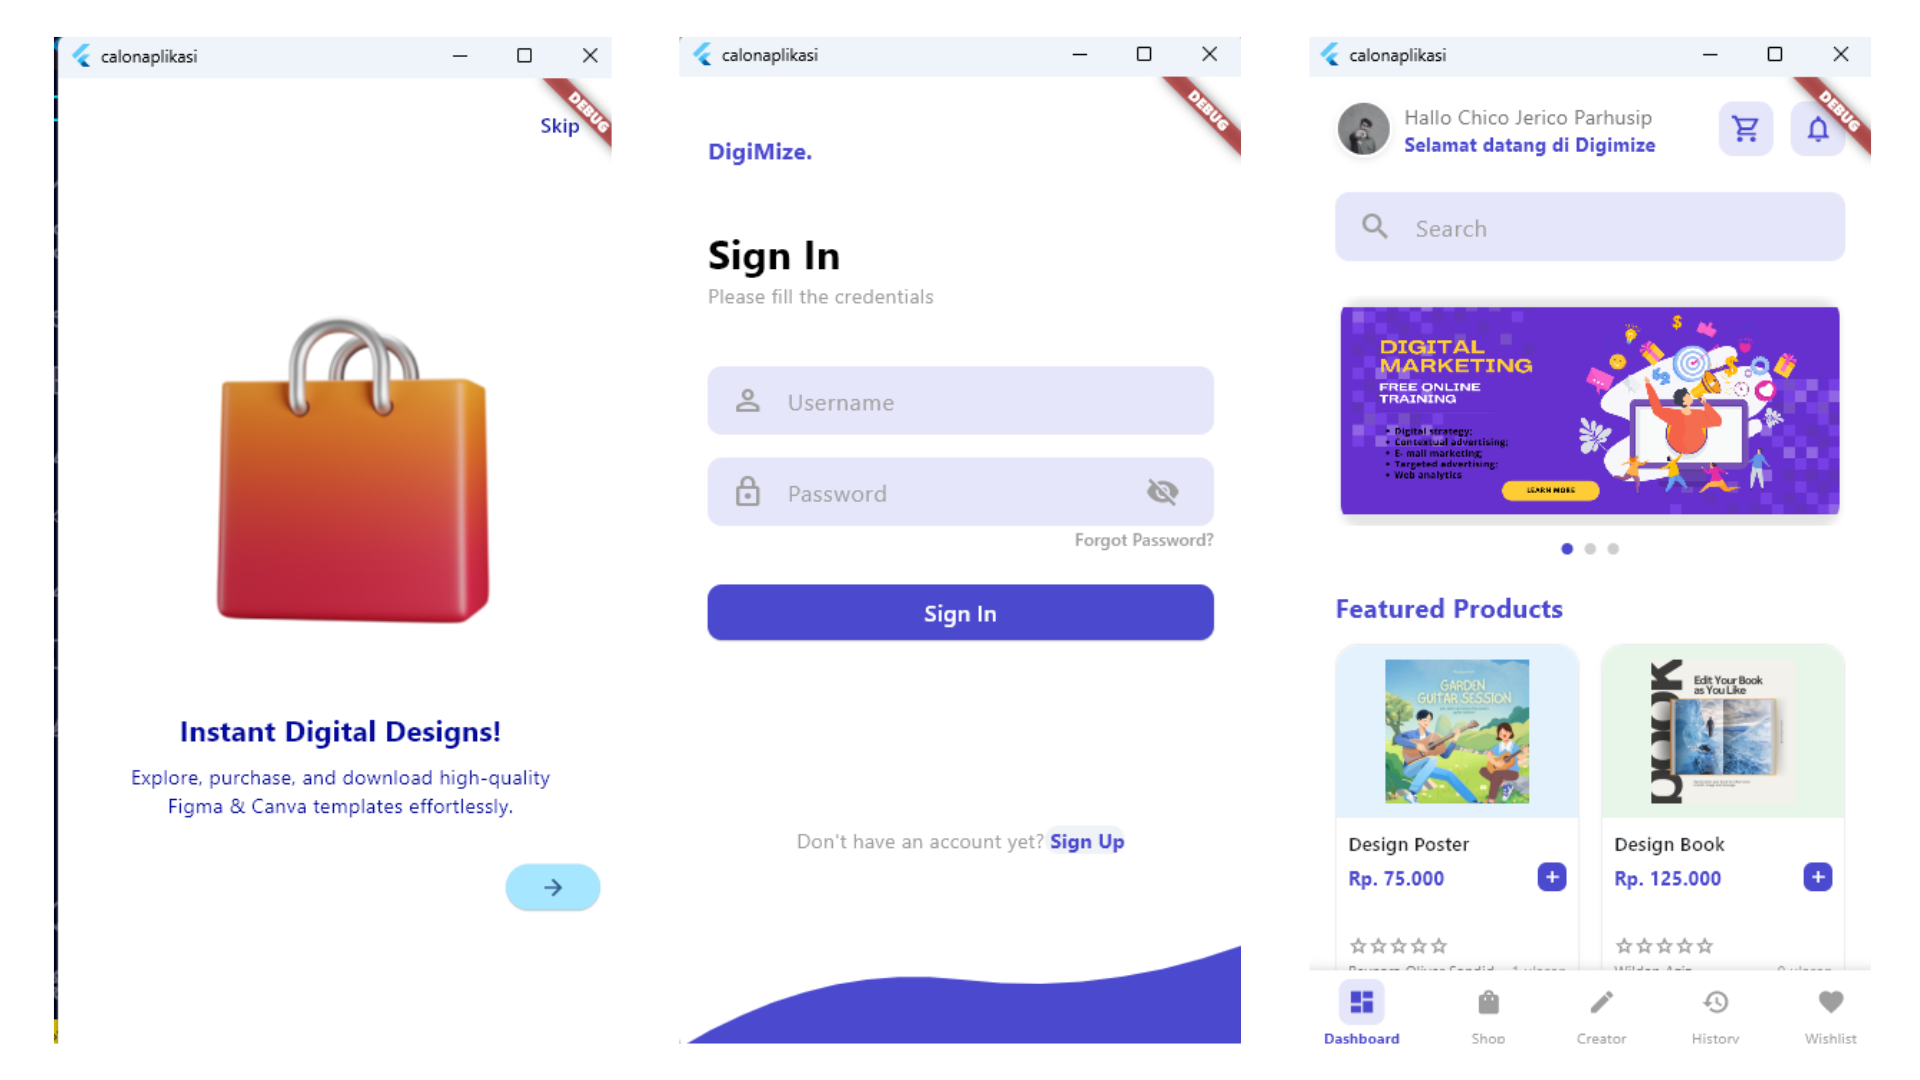 calonaplikasi
DEBUG
Skip
Instant Digital Designs!
Explore, purchase, and download high-quality
Figma & Canva templates effortlessly.
calonaplikasi
DEBUG
DigiMize.
Sign In
Please fill the credentials
Username
Password
Forgot Password?
Sign In
Don't have an account yet? Sign Up
calonaplikasi
DEBUG
Hallo Chico Jerico Parhusip
Selamat datang di Digimize
Search
DIGITAL
MARKETING
FREE ONLINE
TRAINING
• Digital strategy;
• Contextual advertising;
• E- mail marketing;
• Targeted advertising;
• Web analytics
LEARN MORE
Featured Products
GARDEN
GUITAR SESSION
BOOK
Edit Your Book
as You Like
Design Poster
Rp. 75.000
Design Book
Rp. 125.000
Dashboard
Shop
Creator
History
Wishlist